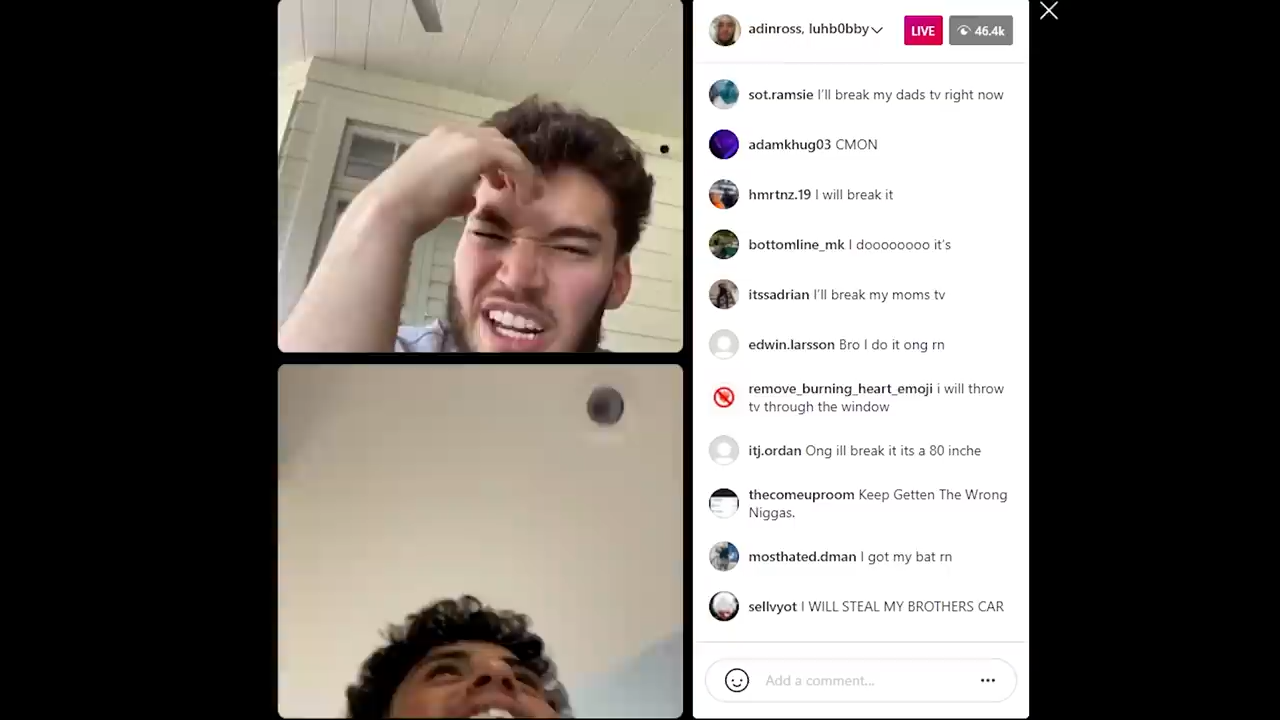 adinross, luhb0bby
LIVE
46.4k
sot.ramsie I'll break my dads tv right now
adamkhug03 CMON
hmrtnz.19 I will break it
bottomline_mk I doooooooo it's
itssadrian I'll break my moms tv
edwin.larsson Bro I do it ong rn
remove_burning_heart_emoji i will throw
tv through the window
itj.ordan Ong ill break it its a 80 inche
thecomeuproom Keep Getten The Wrong
Niggas.
mosthated.dman I got my bat rn
sellvyot I WILL STEAL MY BROTHERS CAR
Add a comment...